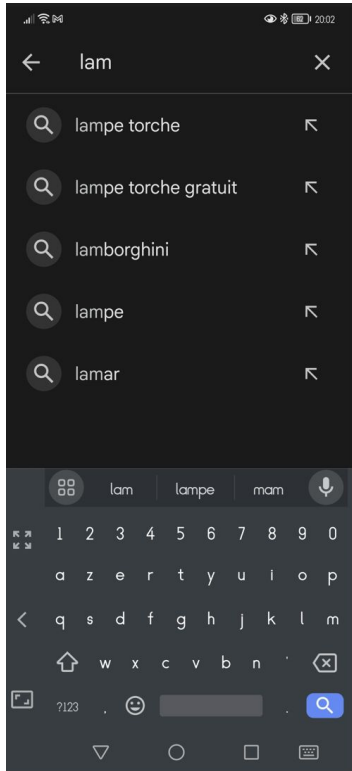 82 20:02
lam
lampe torche
lampe torche gratuit
lamborghini
lampe
lamar
lam lampe mam
1 2 3 4 5 6 7 8 9 0
a z e r t y u i o p
q s d f g h j k l m
w x c v b n '
?123 , .